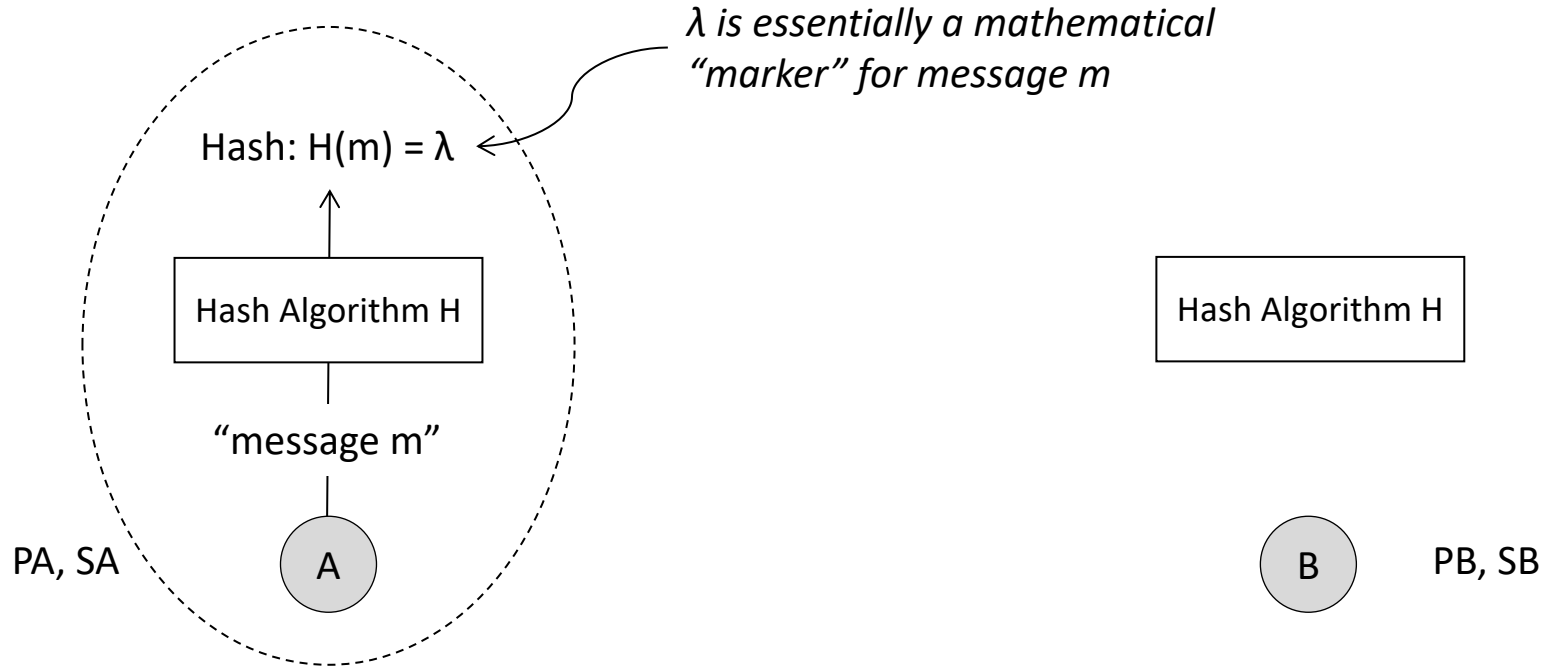 λ is essentially a mathematical
“marker” for message m
Hash: H(m) = λ
Hash Algorithm H
Hash Algorithm H
“message m”
PA, SA
A
B
PB, SB